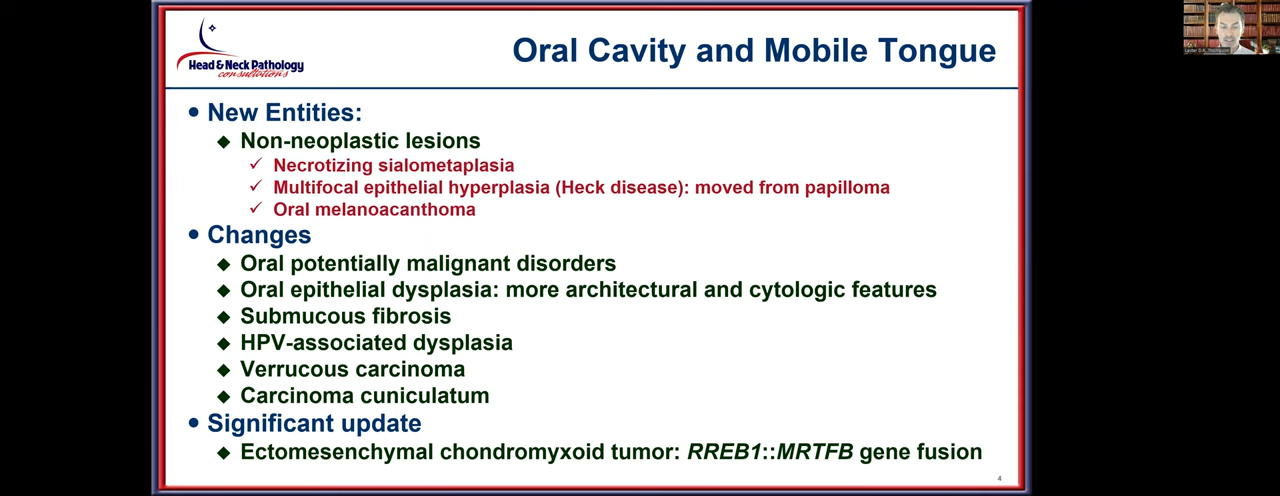 Head & Neck Pathology
consultations
Oral Cavity and Mobile Tongue
• New Entities:
◆ Non-neoplastic lesions
✓ Necrotizing sialometaplasia
✓ Multifocal epithelial hyperplasia (Heck disease): moved from papilloma
✓ Oral melanoacanthoma
• Changes
◆ Oral potentially malignant disorders
◆ Oral epithelial dysplasia: more architectural and cytologic features
◆ Submucous fibrosis
◆ HPV-associated dysplasia
◆ Verrucous carcinoma
◆ Carcinoma cuniculatum
• Significant update
◆ Ectomesenchymal chondromyxoid tumor: RREB1::MRTFB gene fusion
4